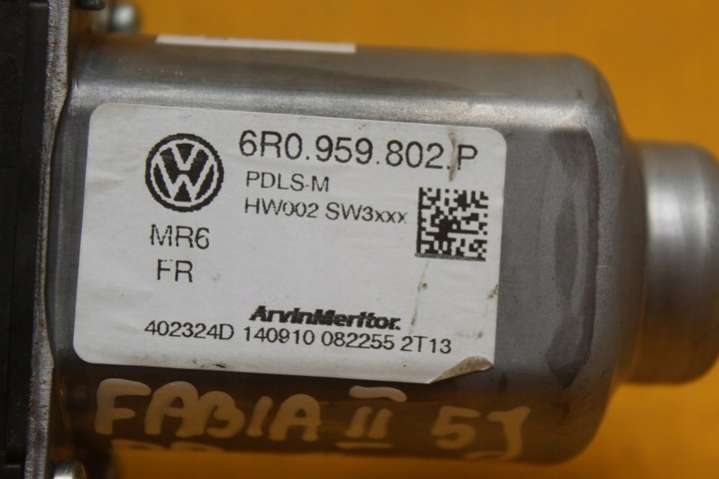 6R0.959.802.P
PDLS-M
HW002 SW3xxx
MR6
FR
ArvinMeritor.
402324D 140910 082255 2T13
FABIA II 5J